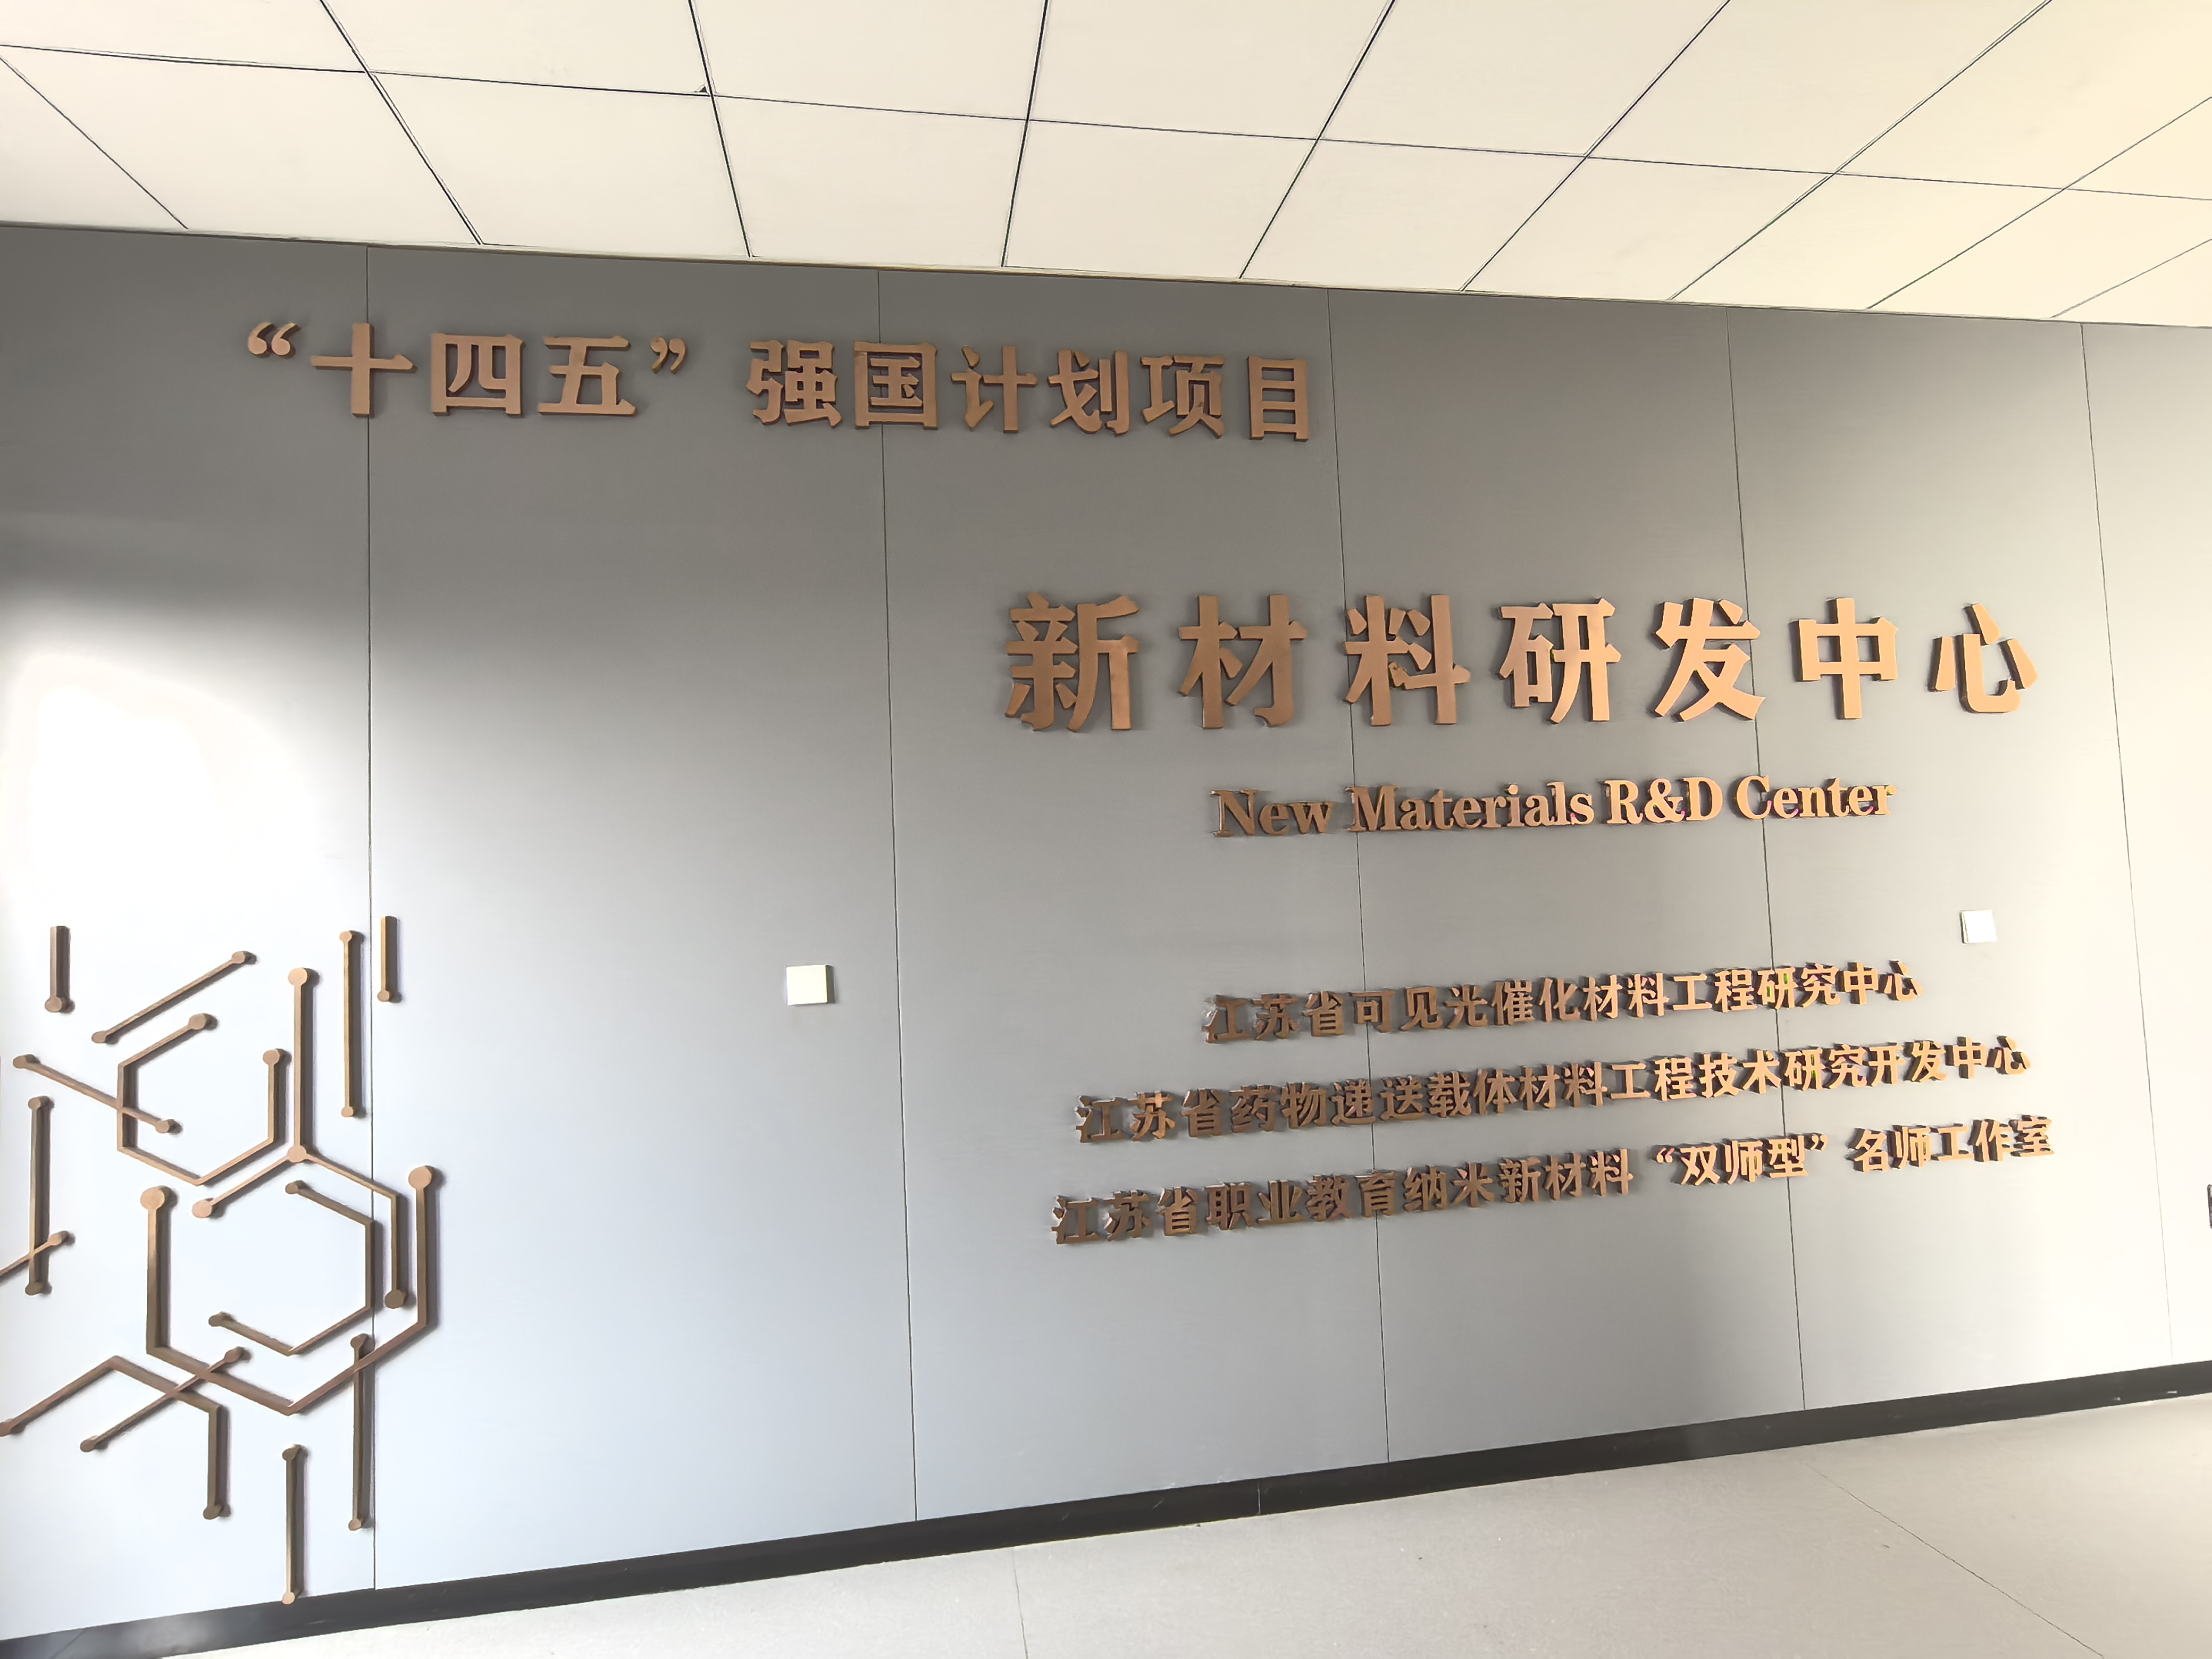 “十四五”强国计划项目
新材料研发中心
New Materials R&D Center
江苏省可见光催化材料工程研究中心
江苏省药物递送载体材料工程技术研究开发中心
江苏省职业教育纳米新材料“双师型”名师工作室